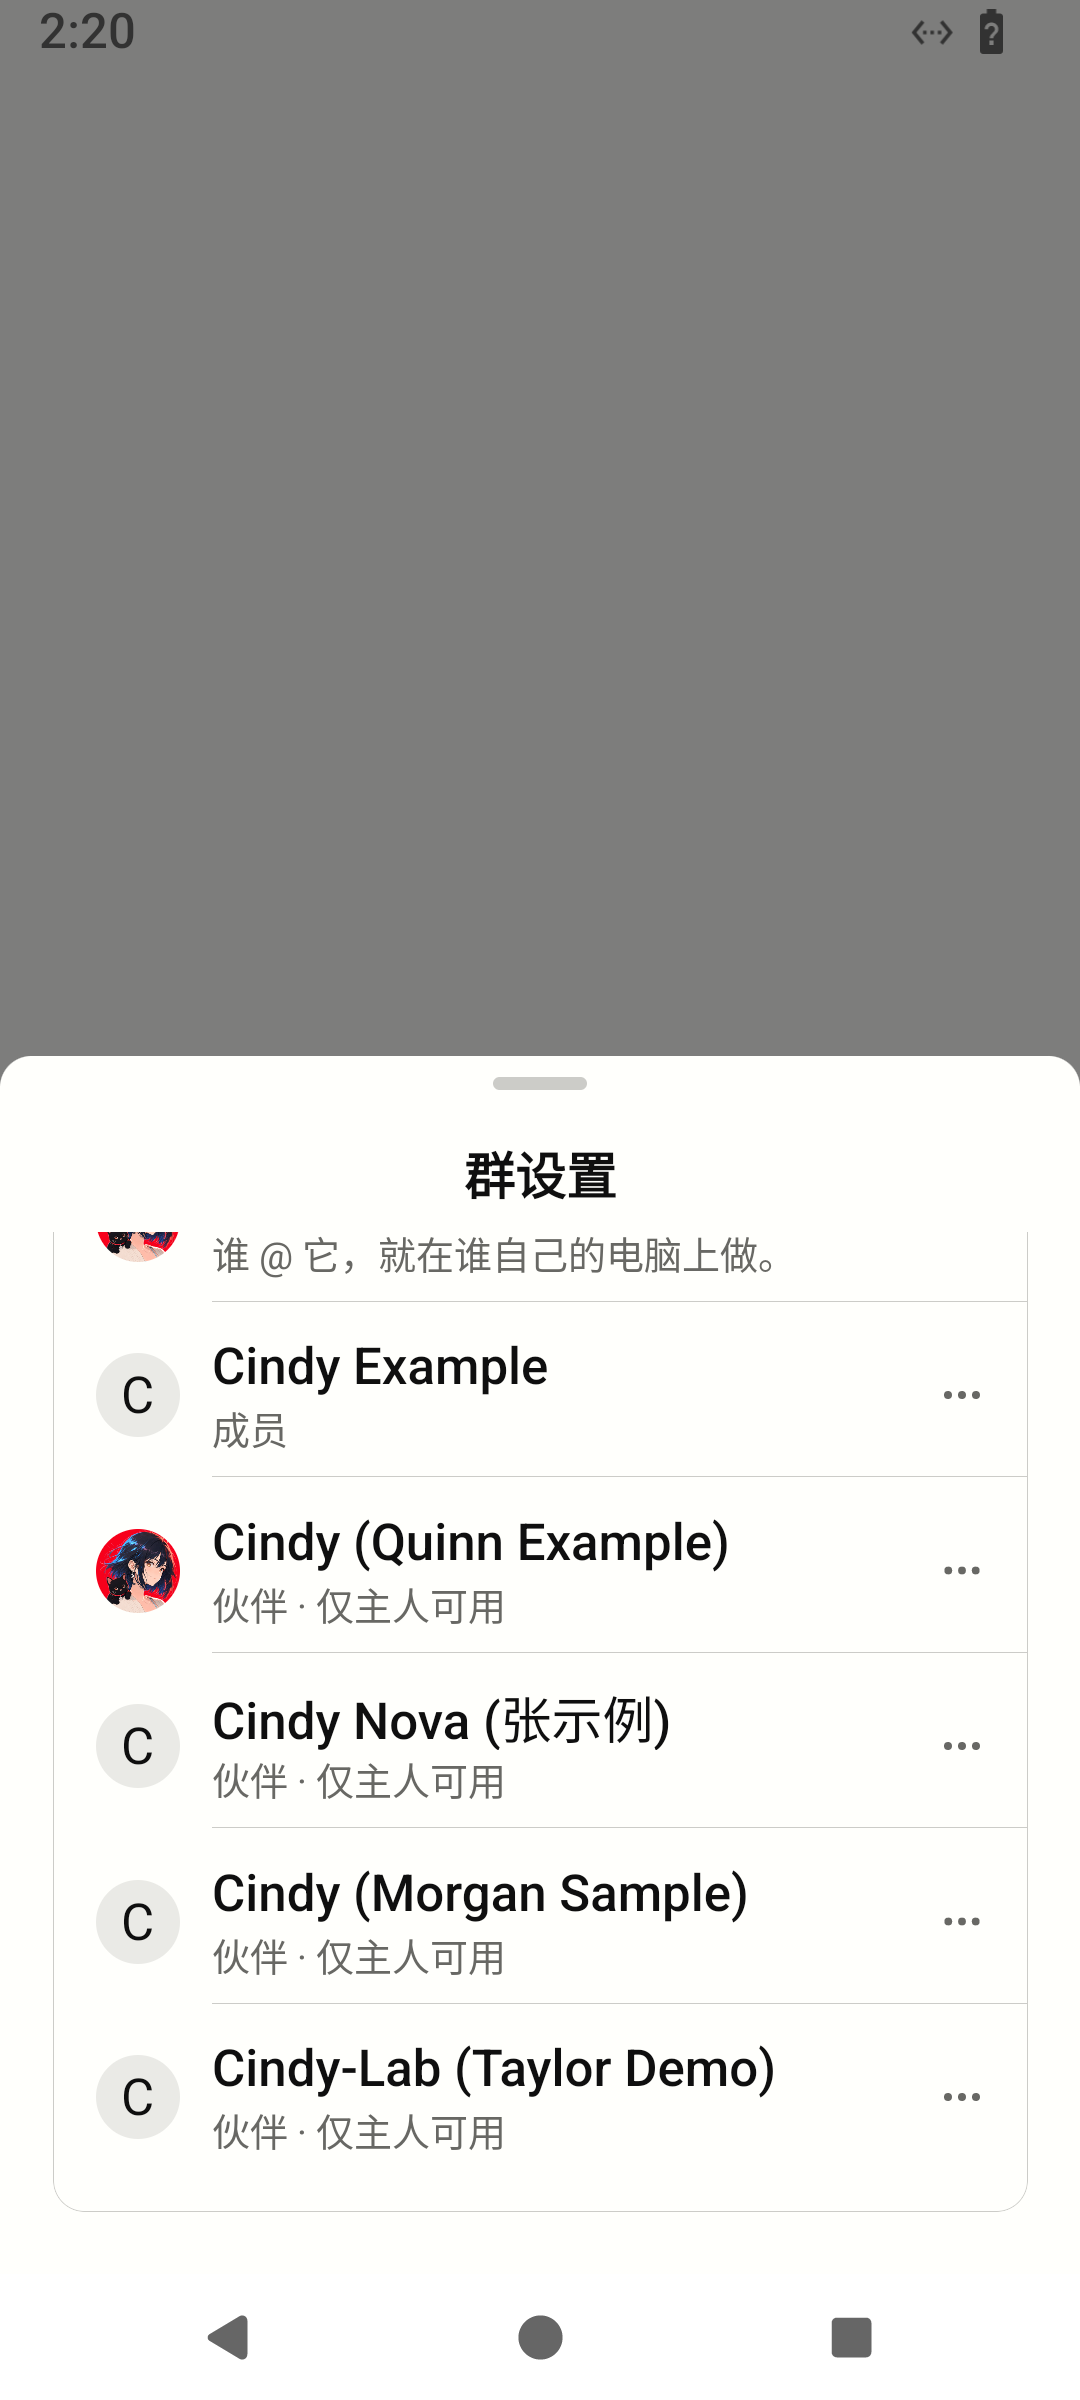 2:20
群设置
谁 @ 它，就在谁自己的电脑上做。
C
Cindy Example
成员
Cindy (Quinn Example)
伙伴 · 仅主人可用
C
Cindy Nova (张示例)
伙伴 · 仅主人可用
C
Cindy (Morgan Sample)
伙伴 · 仅主人可用
C
Cindy-Lab (Taylor Demo)
伙伴 · 仅主人可用